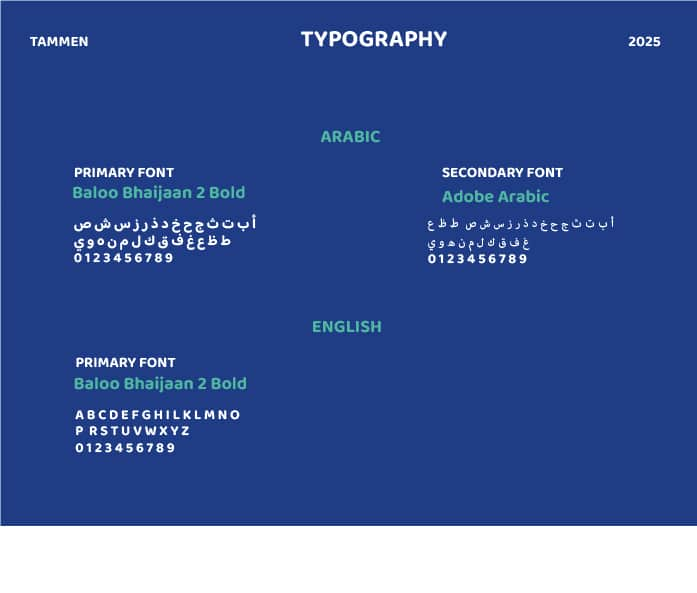 TAMMEN
TYPOGRAPHY
2025
ARABIC
PRIMARY FONT
Baloo Bhaijaan 2 Bold
أ ب ت ث ج ح خ د ذ ر ز س ش ص
ط ظ ع غ ف ق ك ل م ن ه و ي
0 1 2 3 4 5 6 7 8 9
SECONDARY FONT
Adobe Arabic
أ ب ت ث ج ح خ د ذ ر ز س ش ص ط ظ ع
غ ف ق ك ل م ن ه و ي
0 1 2 3 4 5 6 7 8 9
ENGLISH
PRIMARY FONT
Baloo Bhaijaan 2 Bold
A B C D E F G H I L K L M N O
P R S T U V W X Y Z
0 1 2 3 4 5 6 7 8 9